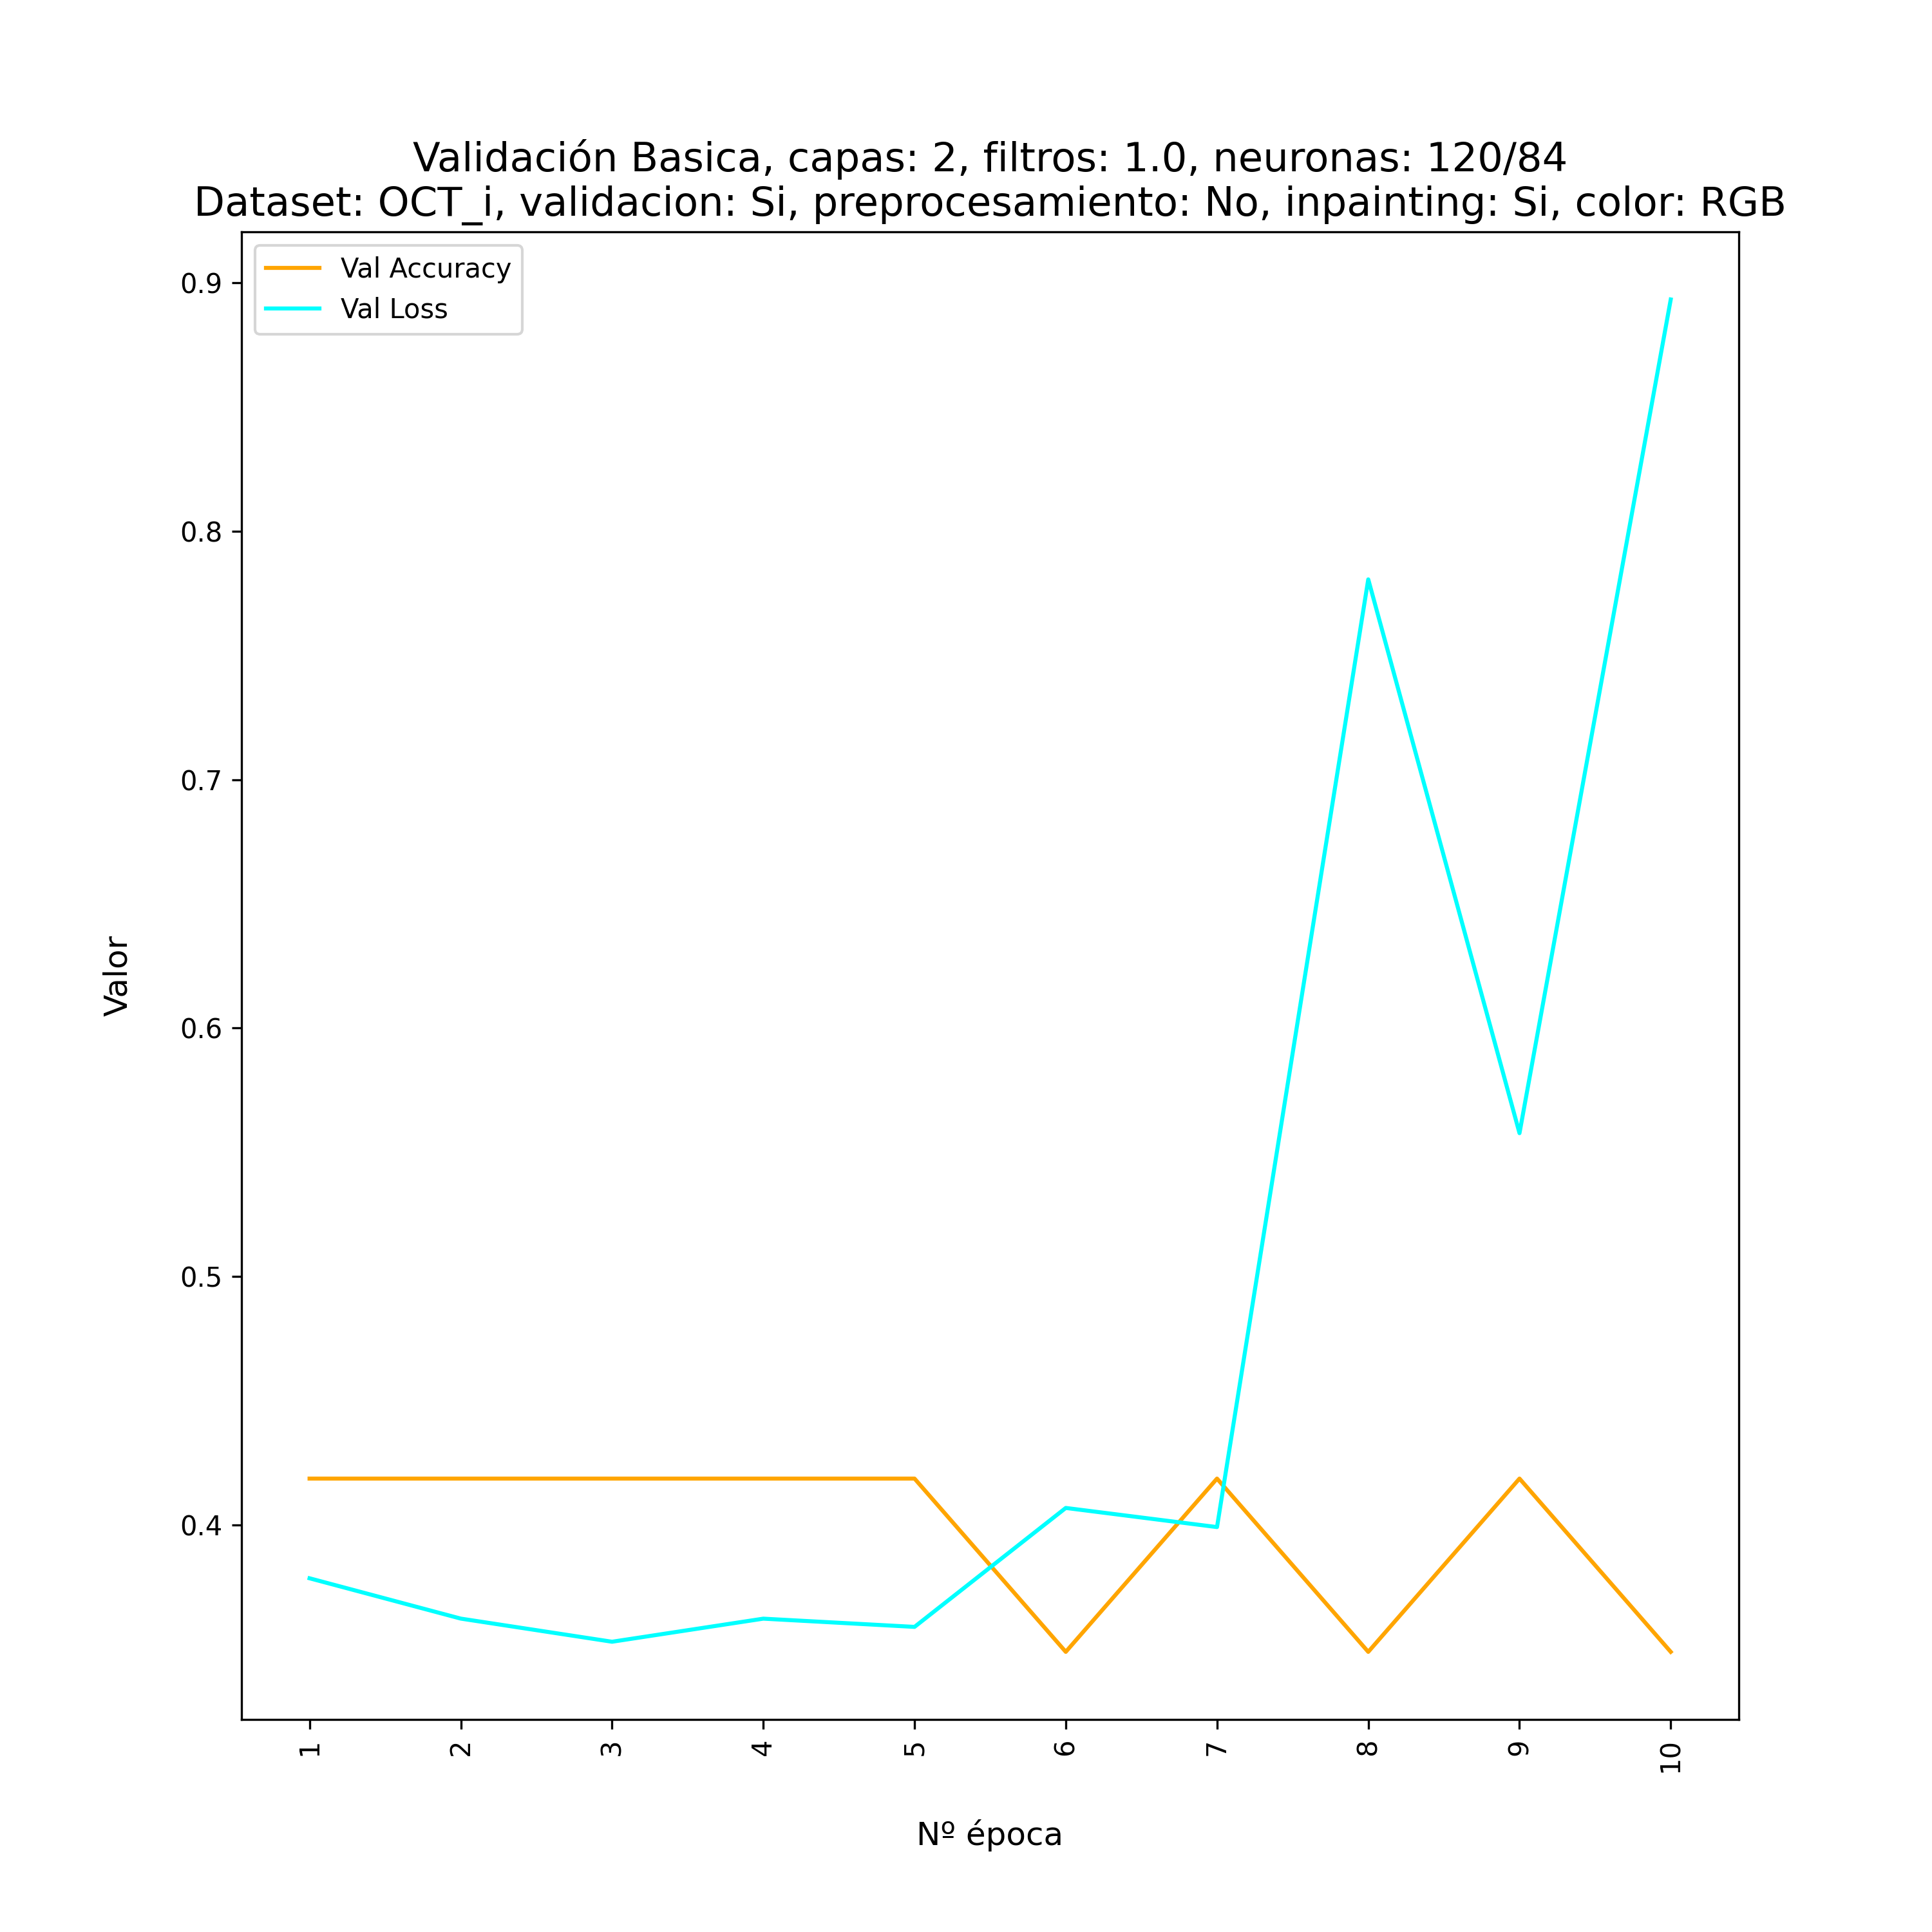 Validación Basica, capas: 2, filtros: 1.0, neuronas: 120/84
Dataset: OCT_i, validacion: Si, preprocesamiento: No, inpainting: Si, color: RGB
Val Accuracy
Val Loss
0.9
0.8
0.7
0.6
0.5
0.4
Valor
1
2
3
4
5
6
7
8
9
10
Nº época